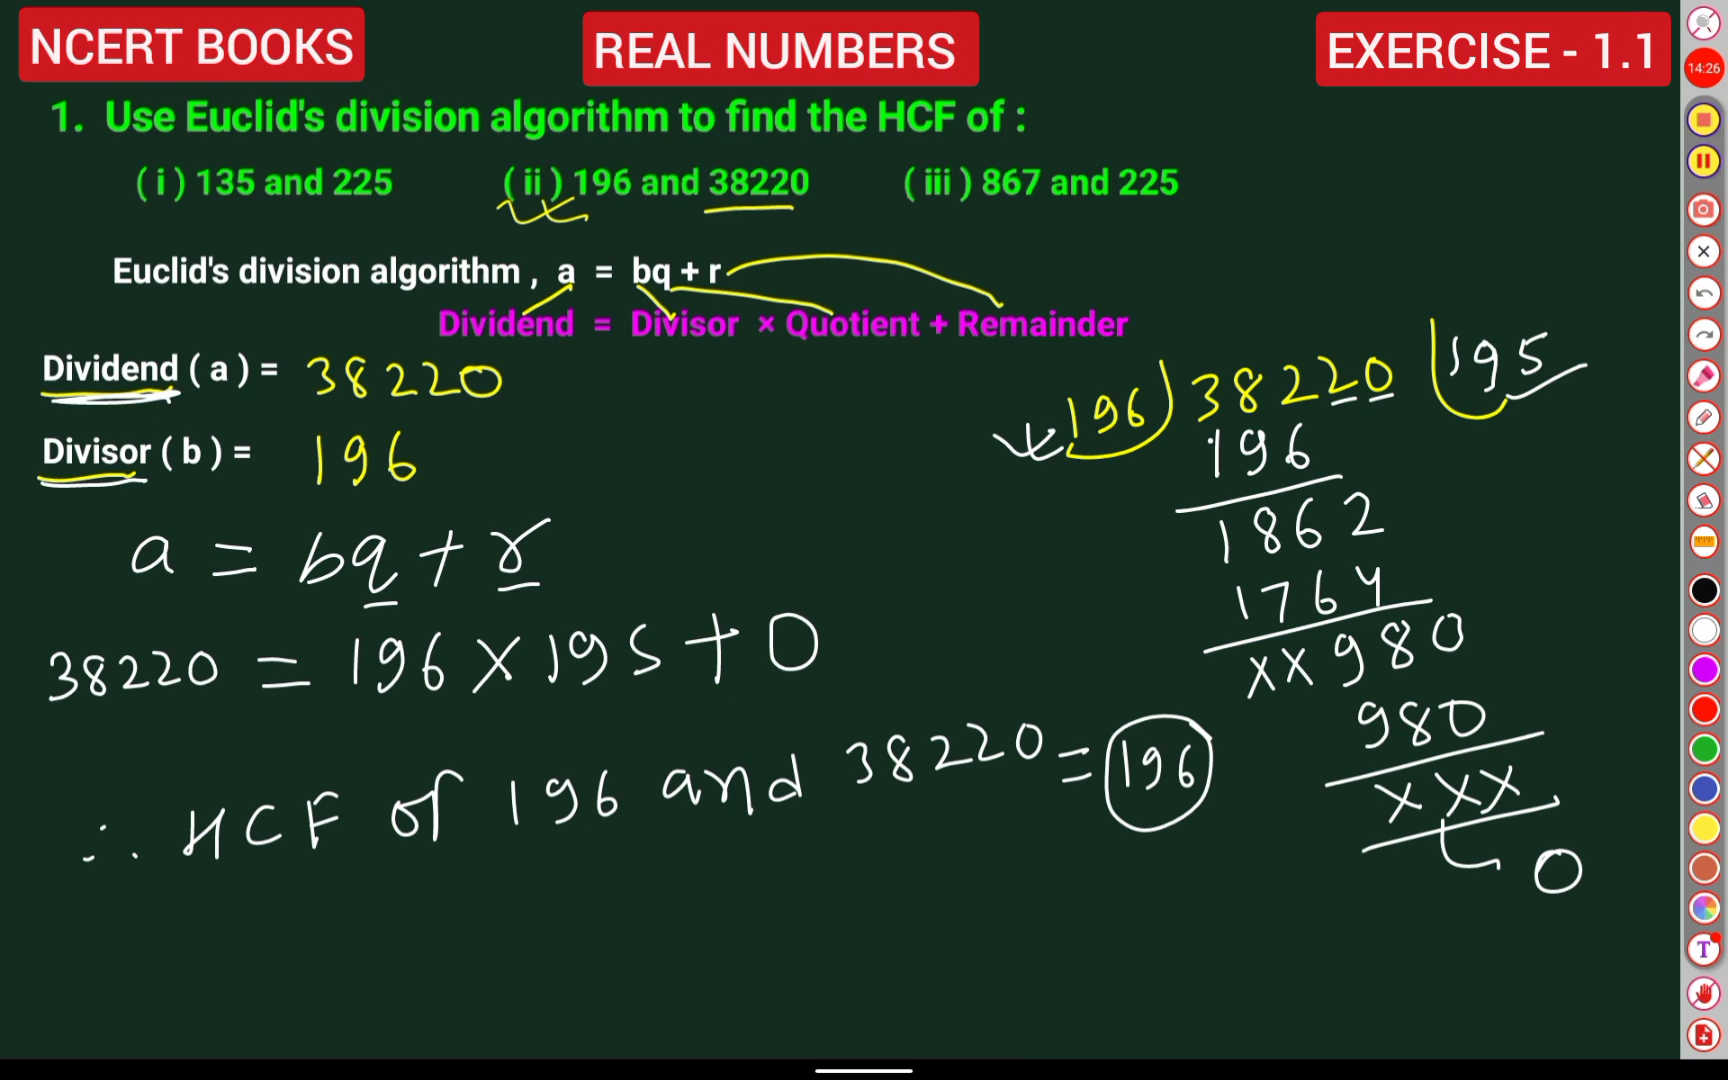 NCERT BOOKS REAL NUMBERS EXERCISE - 1.1
14:26
1. Use Euclid's division algorithm to find the HCF of :
( i ) 135 and 225 ( ii ) 196 and 38220 ( iii ) 867 and 225
Euclid's division algorithm , a = bq + r
Dividend = Divisor × Quotient + Remainder
Dividend ( a ) = 38220
Divisor ( b ) = 196
a = bq + r
38220 = 196 × 195 + 0
∴ HCF of 196 and 38220 = 196
196 ) 38220 ( 195
196
1862
1764
××980
980
×××
0
T